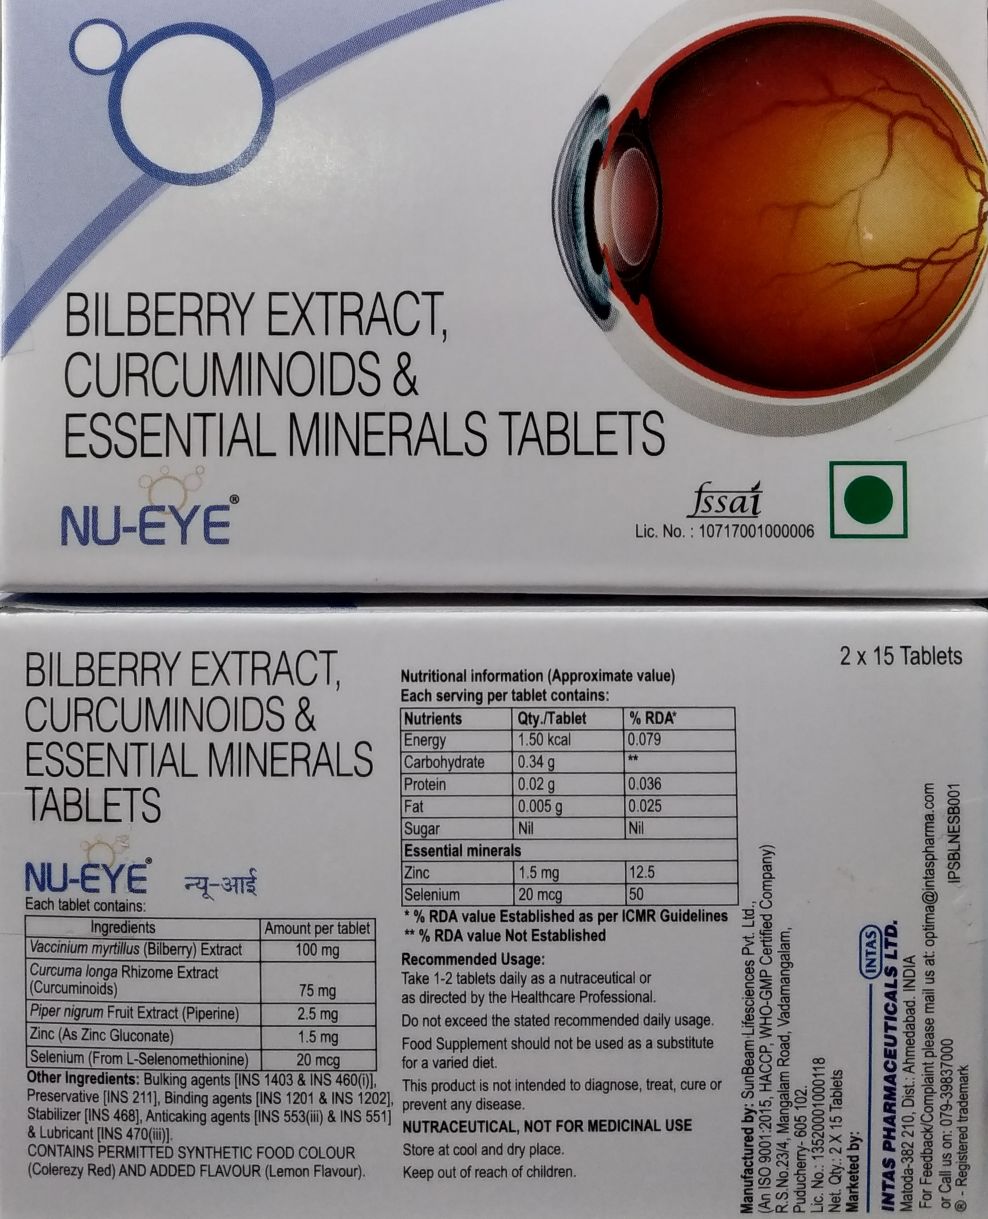 BILBERRY EXTRACT,
CURCUMINOIDS &
ESSENTIAL MINERALS TABLETS
NU-EYE®
fssai
Lic. No. : 10717001000006
BILBERRY EXTRACT,
CURCUMINOIDS &
ESSENTIAL MINERALS
TABLETS
NU-EYE® न्यू-आई
Each tablet contains:
Ingredients Amount per tablet
Vaccinium myrtillus (Bilberry) Extract 100 mg
Curcuma longa Rhizome Extract
(Curcuminoids) 75 mg
Piper nigrum Fruit Extract (Piperine) 2.5 mg
Zinc (As Zinc Gluconate) 1.5 mg
Selenium (From L-Selenomethionine) 20 mcg
Other Ingredients: Bulking agents [INS 1403 & INS 460(i)],
Preservative [INS 211], Binding agents [INS 1201 & INS 1202],
Stabilizer [INS 468], Anticaking agents [INS 553(iii) & INS 551]
& Lubricant [INS 470(iii)].
CONTAINS PERMITTED SYNTHETIC FOOD COLOUR
(Colerezy Red) AND ADDED FLAVOUR (Lemon Flavour).
Nutritional information (Approximate value)
Each serving per tablet contains:
Nutrients Qty./Tablet % RDA*
Energy 1.50 kcal 0.079
Carbohydrate 0.34 g **
Protein 0.02 g 0.036
Fat 0.005 g 0.025
Sugar Nil Nil
Essential minerals
Zinc 1.5 mg 12.5
Selenium 20 mcg 50
* % RDA value Established as per ICMR Guidelines
** % RDA value Not Established
Recommended Usage:
Take 1-2 tablets daily as a nutraceutical or
as directed by the Healthcare Professional.
Do not exceed the stated recommended daily usage.
Food Supplement should not be used as a substitute
for a varied diet.
This product is not intended to diagnose, treat, cure or
prevent any disease.
NUTRACEUTICAL, NOT FOR MEDICINAL USE
Store at cool and dry place.
Keep out of reach of children.
2 x 15 Tablets
Manufactured by: SunBeam Lifesciences Pvt. Ltd.,
(An ISO 9001:2015, HACCP, WHO-GMP Certified Company)
R.S.No.23/4, Mangalam Road, Vadamangalam,
Puducherry- 605 102.
Lic. No.: 13520001000118
Net. Qty.: 2 X 15 Tablets
Marketed by:
INTAS
INTAS PHARMACEUTICALS LTD.
Matoda-382 210, Dist.: Ahmedabad. INDIA
For Feedback/Complaint please mail us at: optima@intaspharma.com
or Call us on: 079-39837000
® - Registered trademark IPSBLNESB001